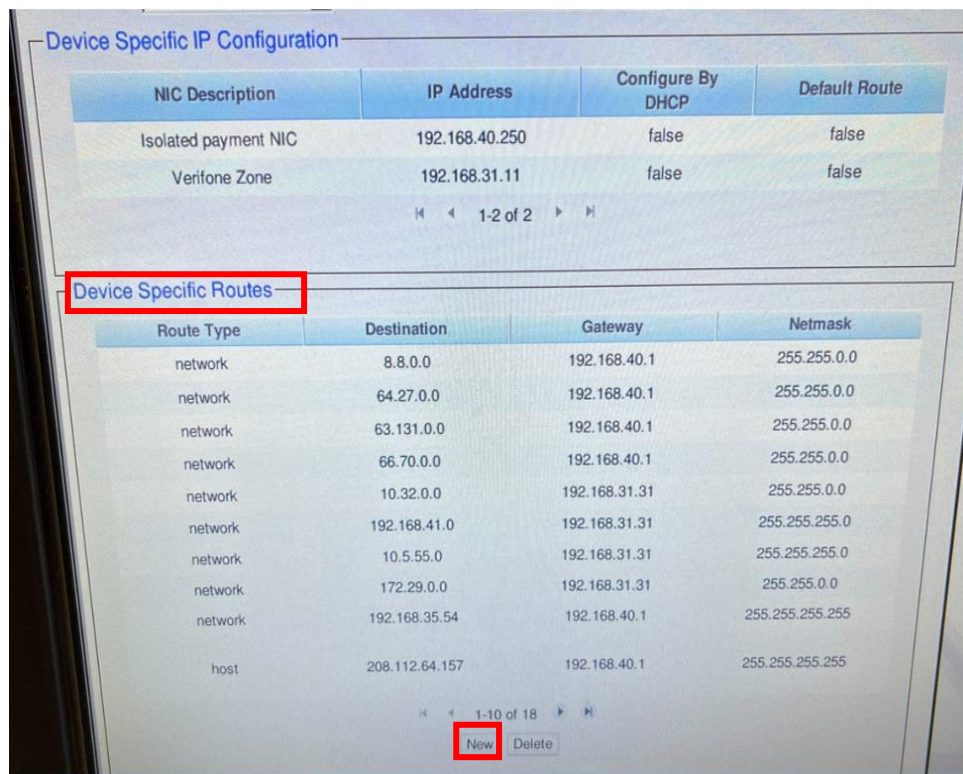 Device Specific IP Configuration
NIC Description IP Address Configure By DHCP Default Route
Isolated payment NIC 192.168.40.250 false false
Verifone Zone 192.168.31.11 false false
1-2 of 2
Device Specific Routes
Route Type Destination Gateway Netmask
network 8.8.0.0 192.168.40.1 255.255.0.0
network 64.27.0.0 192.168.40.1 255.255.0.0
network 63.131.0.0 192.168.40.1 255.255.0.0
network 66.70.0.0 192.168.40.1 255.255.0.0
network 10.32.0.0 192.168.31.31 255.255.0.0
network 192.168.41.0 192.168.31.31 255.255.255.0
network 10.5.55.0 192.168.31.31 255.255.255.0
network 172.29.0.0 192.168.31.31 255.255.0.0
network 192.168.35.54 192.168.40.1 255.255.255.255
host 208.112.64.157 192.168.40.1 255.255.255.255
1-10 of 18
New Delete